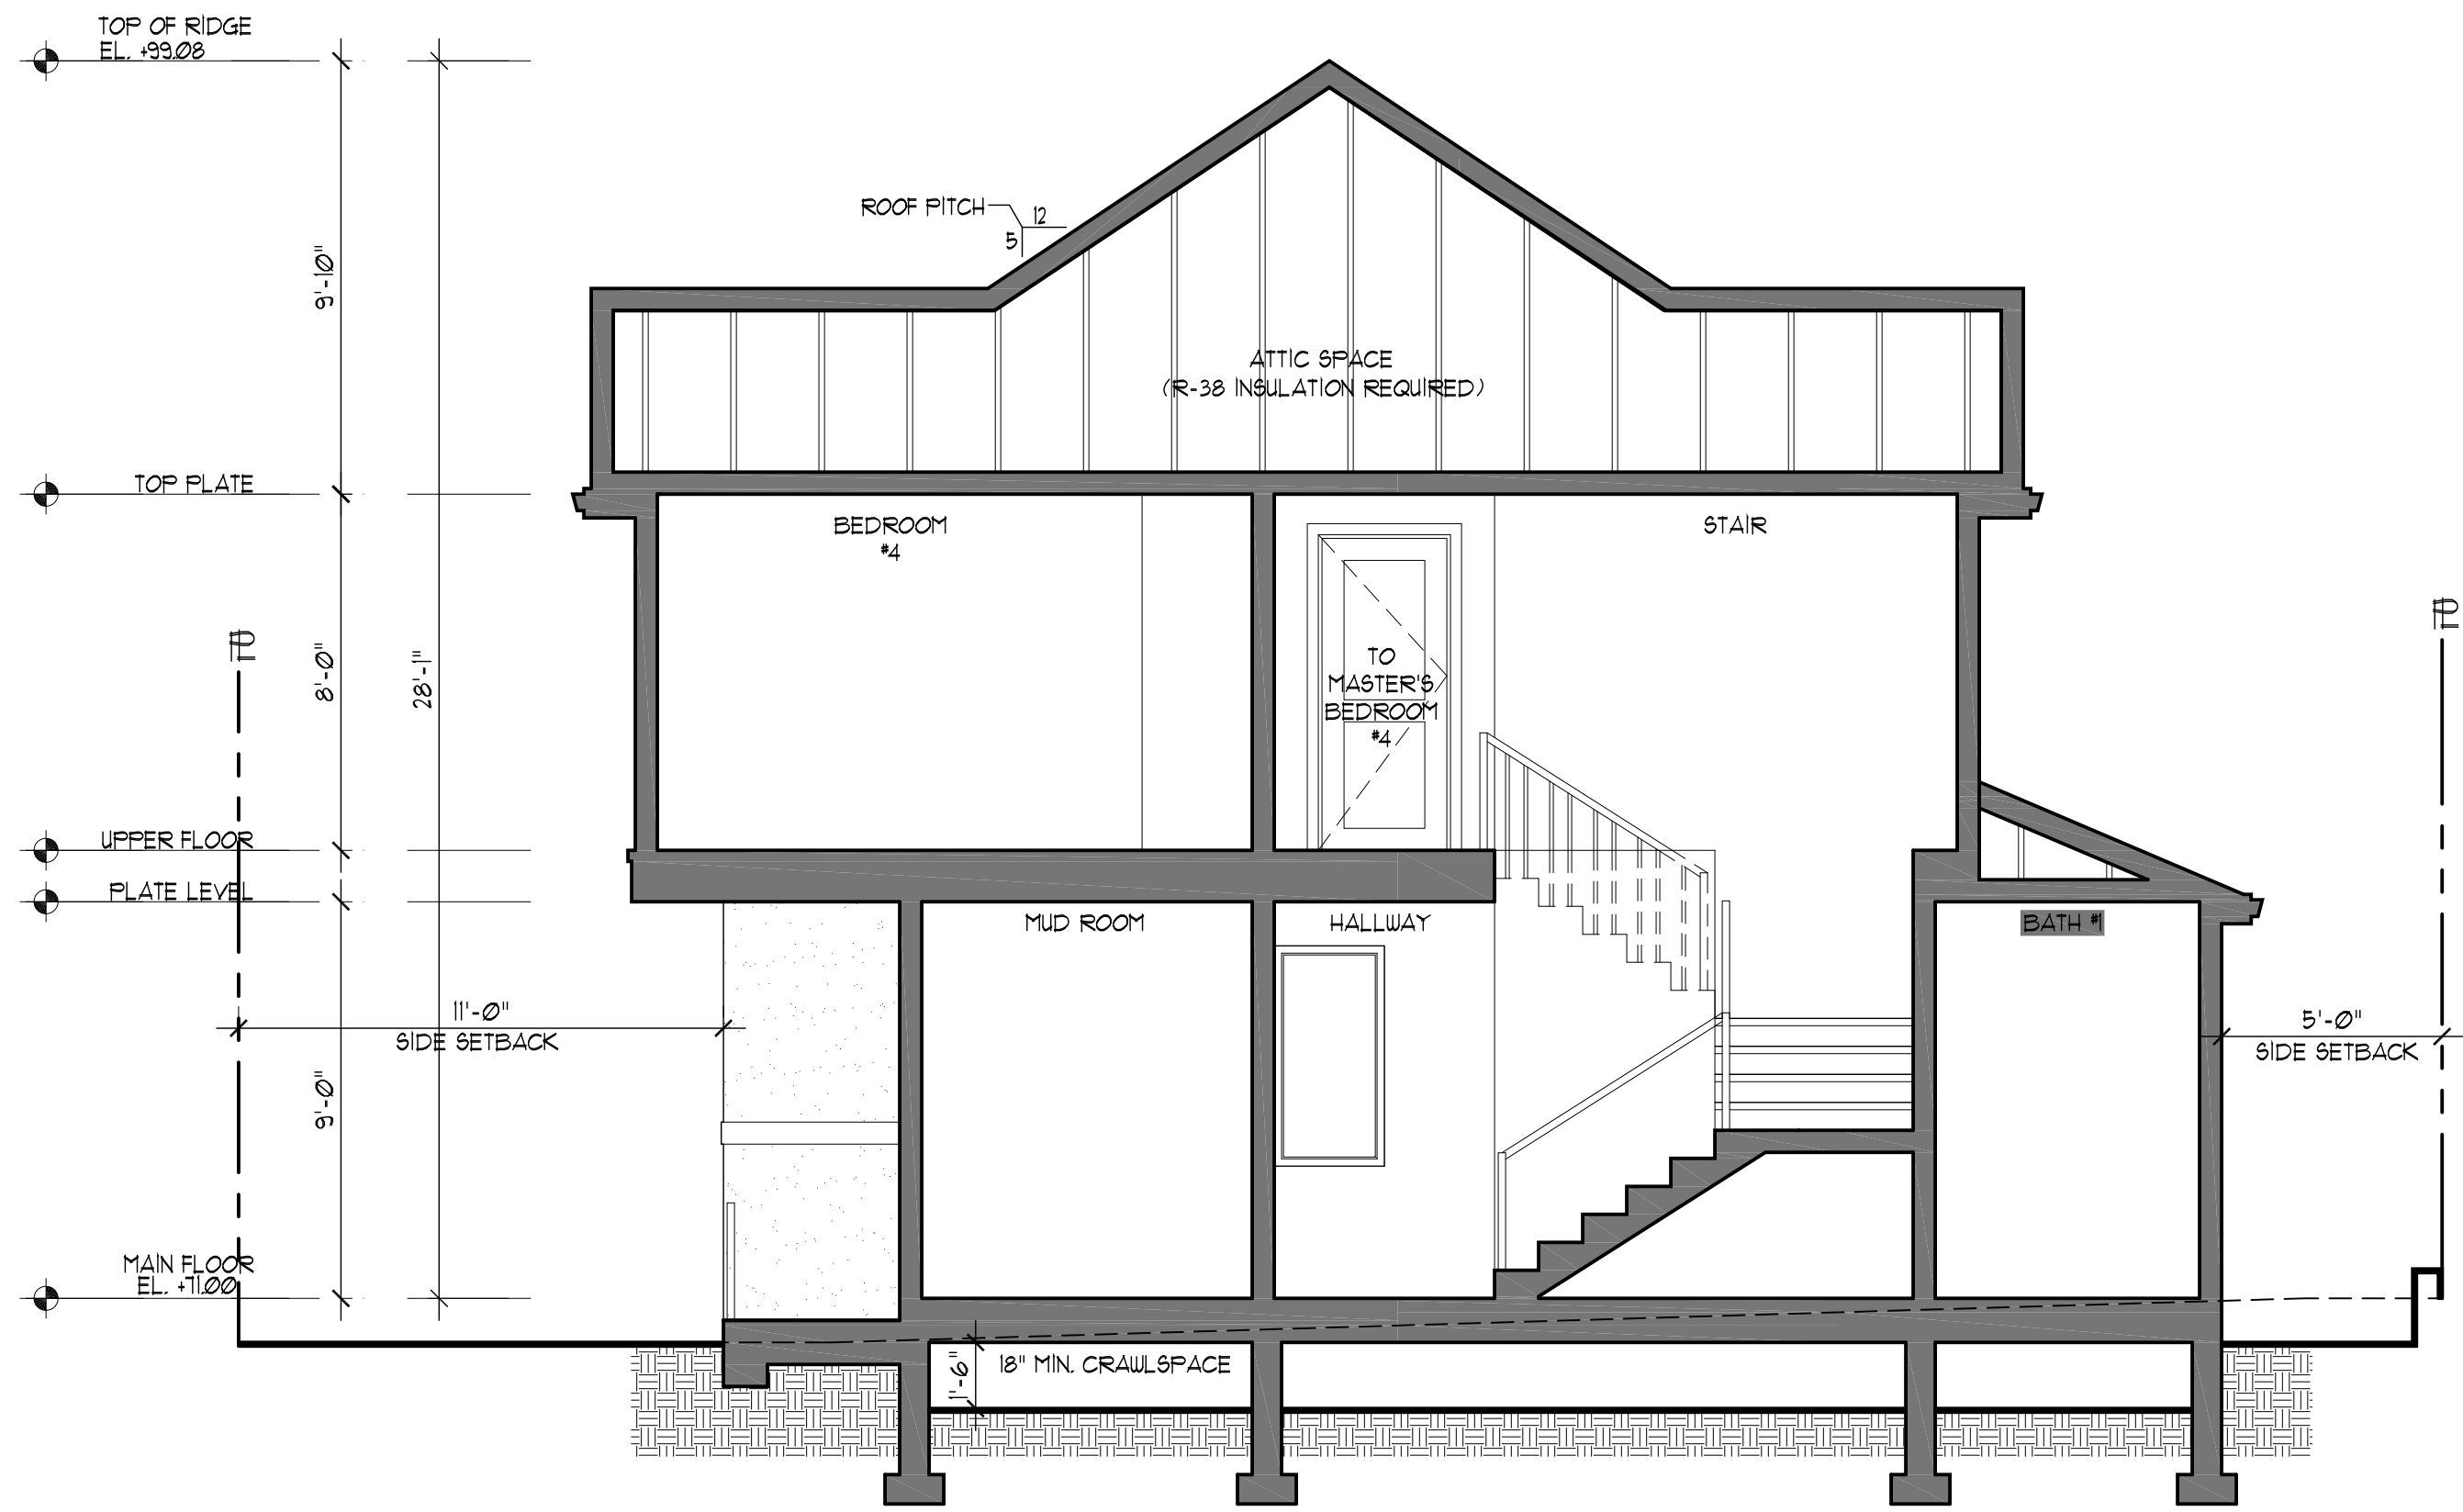 TOP OF RIDGE
EL. +99.08
ROOF PITCH
12
5
9'-10"
ATTIC SPACE
(R-38 INSULATION REQUIRED)
TOP PLATE
BEDROOM
#4
STAIR
8'-0"
28'-1"
TO
MASTER'S
BEDROOM
#4
UPPER FLOOR
PLATE LEVEL
MUD ROOM
HALLWAY
BATH #1
11'-0"
SIDE SETBACK
5'-0"
SIDE SETBACK
9'-0"
MAIN FLOOR
EL. +71.00
1'-6"
18" MIN. CRAWLSPACE